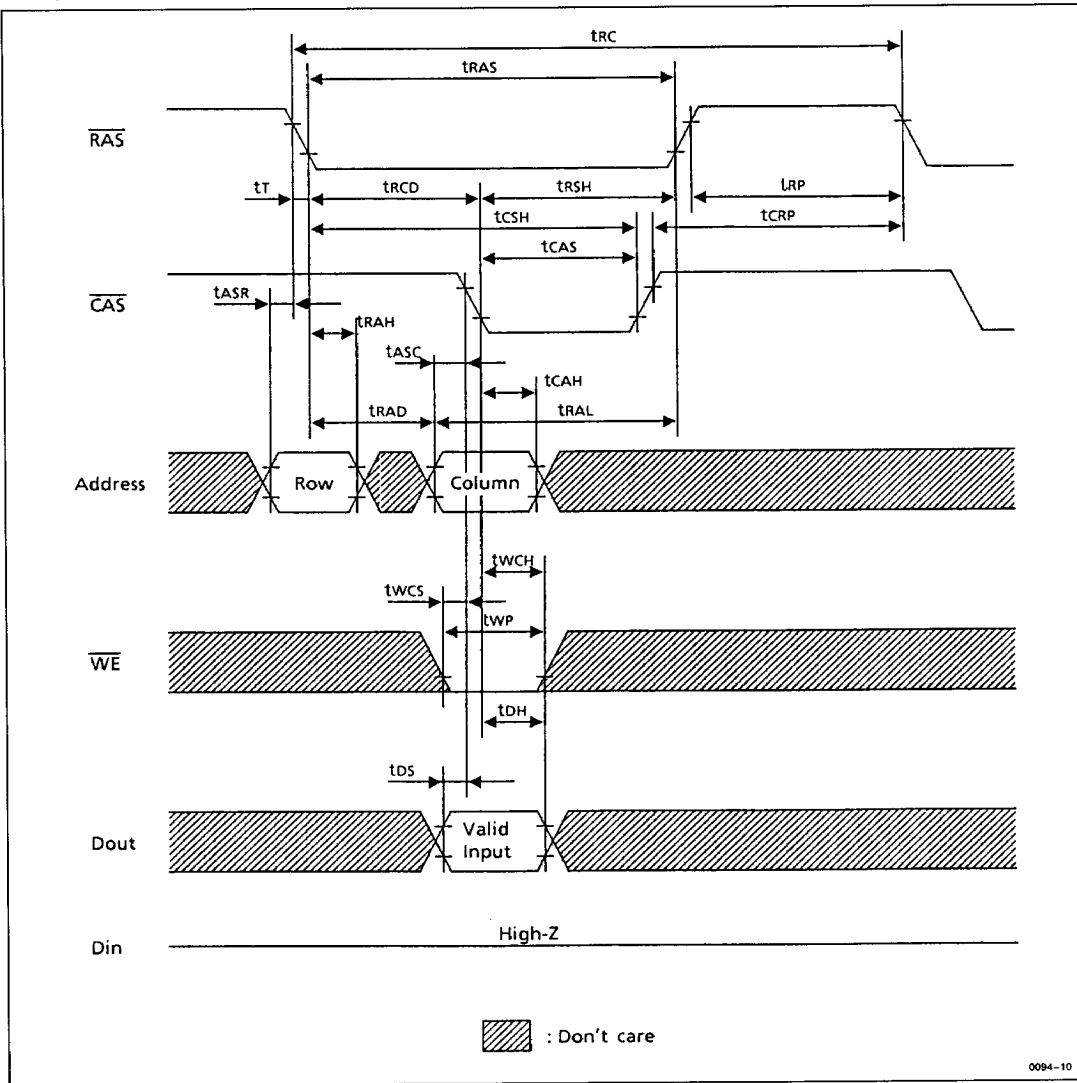 tRC
tRAS
RAS
tT
tRCD
tRSH
tRP
tCSH
tCRP
tCAS
CAS
tASR
tRAH
tASC
tCAH
tRAD
tRAL
Address
Row
Column
tWCH
tWCS
tWP
WE
tDH
tDS
Dout
Valid
Input
High-Z
Din
: Don't care
0094-10